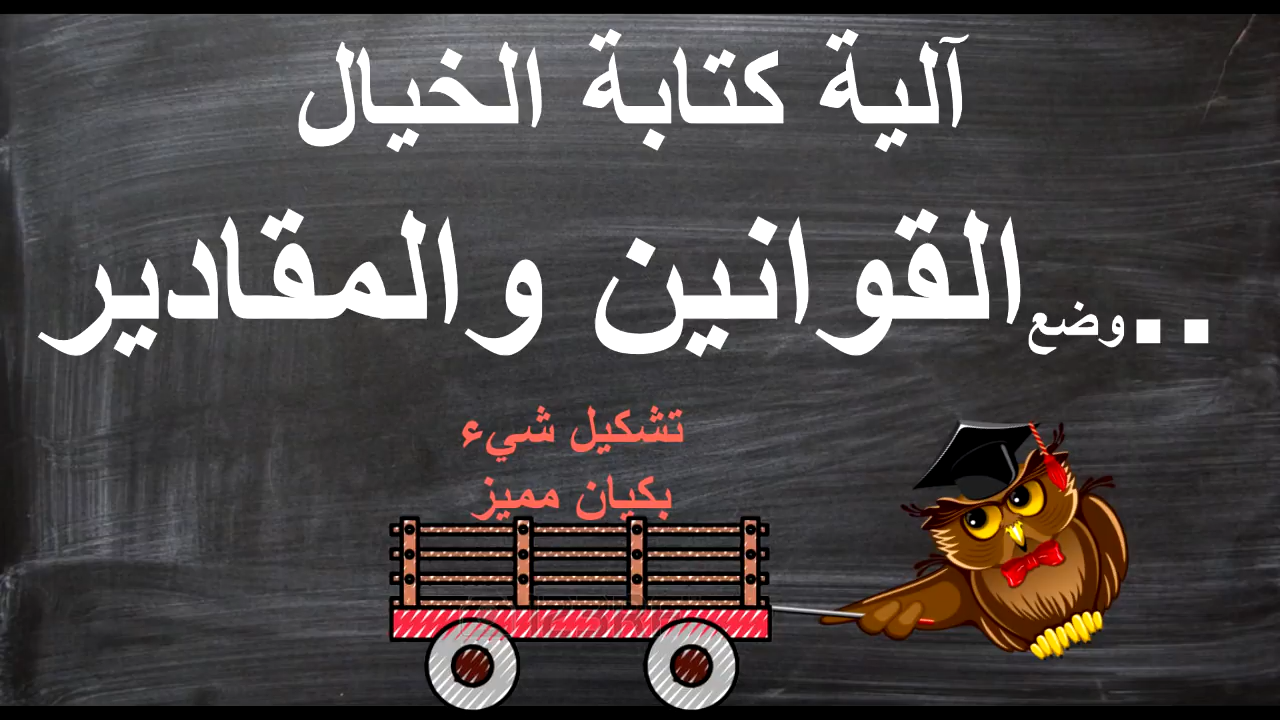 آلية كتابة الخيال
..وضع القوانين والمقادير
تشكيل شيء
بكيان مميز